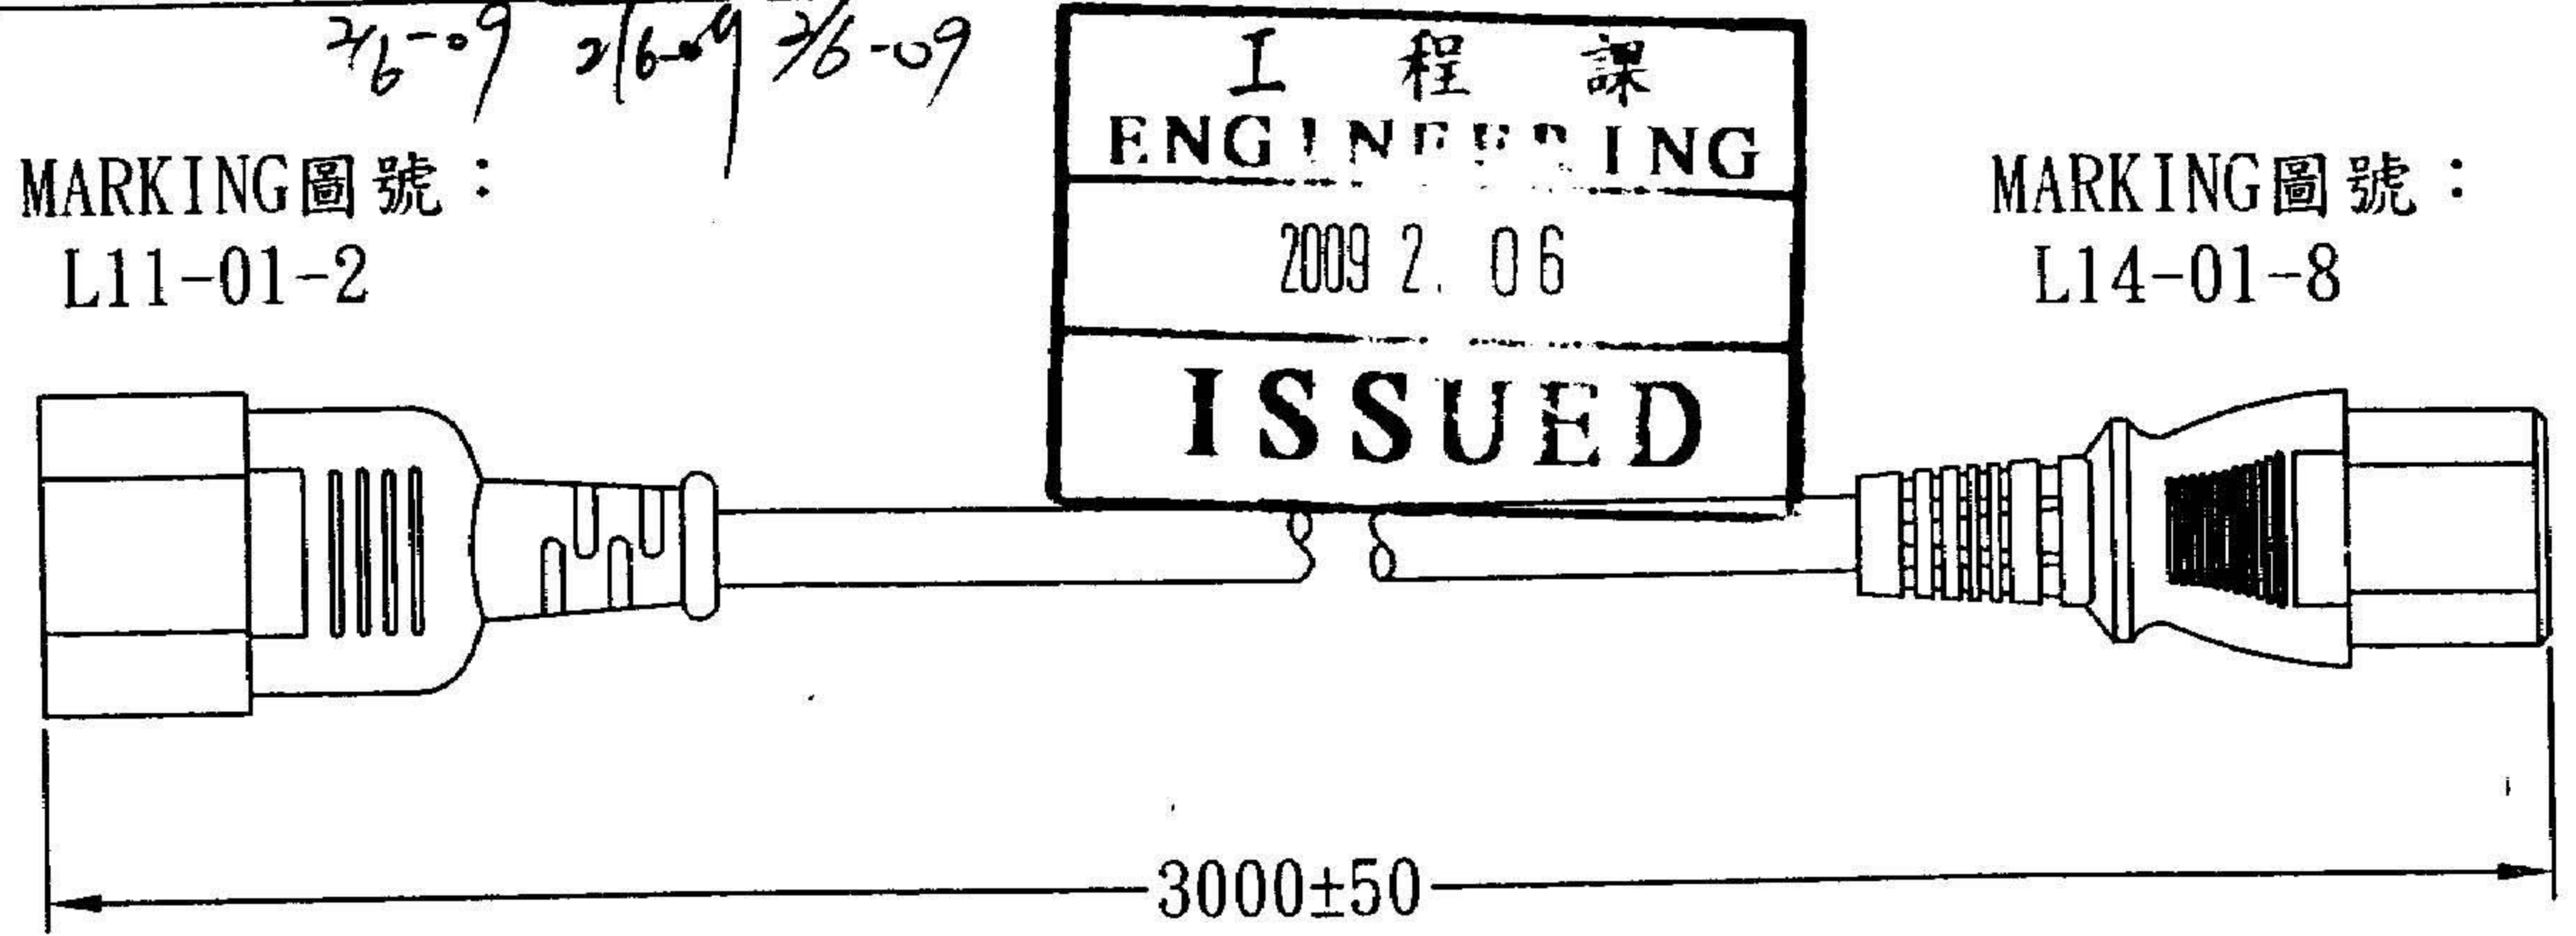 2/6-09 2/6-09 2/6-09
工程課
ENGINEERING
2009 2. 06
ISSUED
MARKING圖號：
L11-01-2
MARKING圖號：
L14-01-8
3000±50